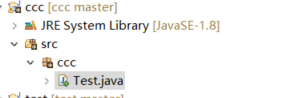 ccc [ccc master]
JRE System Library [JavaSE-1.8]
src
ccc
Test.java